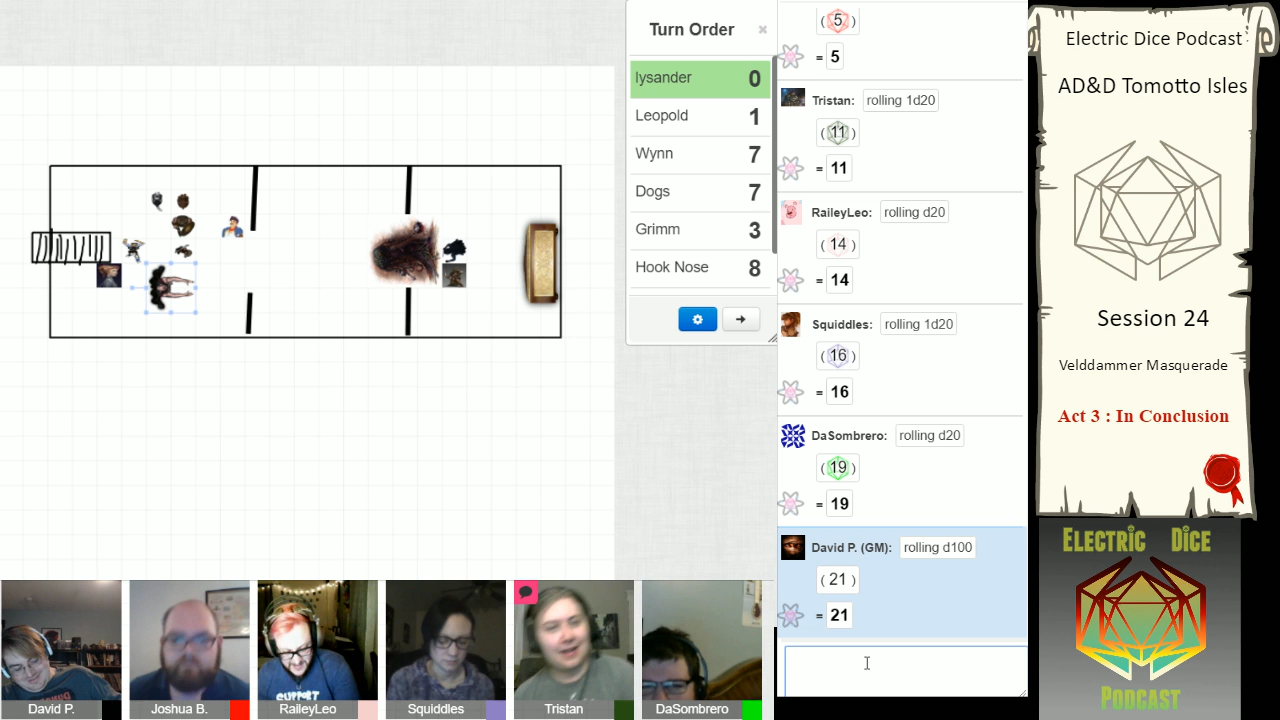 Turn Order ×
lysander 0
Leopold 1
Wynn 7
Dogs 7
Grimm 3
Hook Nose 8
( 5 )
= 5
Tristan: rolling 1d20
( 11 )
= 11
RaileyLeo: rolling d20
( 14 )
= 14
Squiddles: rolling 1d20
( 16 )
= 16
DaSombrero: rolling d20
( 19 )
= 19
David P. (GM): rolling d100
( 21 )
= 21
Electric Dice Podcast
AD&D Tomotto Isles
Session 24
Velddammer Masquerade
Act 3 : In Conclusion
Electric Dice
Podcast
SUPPORT
David P.
Joshua B.
RaileyLeo
Squiddles
Tristan
DaSombrero